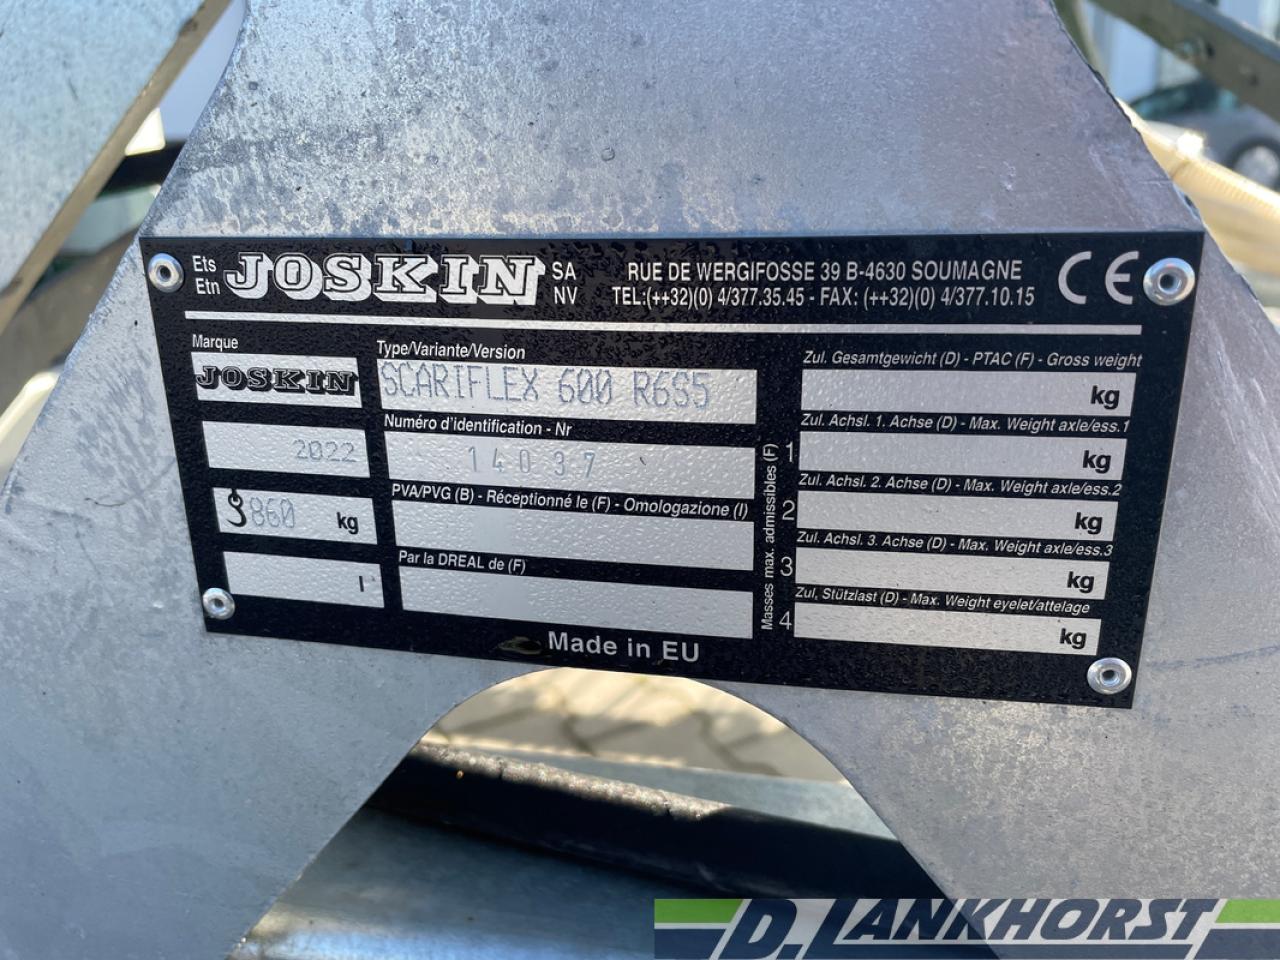 Ets JOSKIN SA
Etn NV
RUE DE WERGIFOSSE 39 B-4630 SOUMAGNE
TEL:(++32)(0) 4/377.35.45 - FAX: (++32)(0) 4/377.10.15
CE
Marque
JOSKIN
2022
860 kg
l
Type/Variante/Version
SCARIFLEX 600 R6S5
Numéro d'identification - Nr
14037
PVA/PVG (B) - Réceptionné le (F) - Omologazione (I)
Par la DREAL de (F)
Masses max. admissibles (F)
Zul. Gesamtgewicht (D) - PTAC (F) - Gross weight
kg
Zul. Achsl. 1. Achse (D) - Max. Weight axle/ess.1
1 kg
Zul. Achsl. 2. Achse (D) - Max. Weight axle/ess.2
2 kg
Zul. Achsl. 3. Achse (D) - Max. Weight axle/ess.3
3 kg
Zul. Stützlast (D) - Max. Weight eyelet/attelage
4 kg
Made in EU
D. LANKHORST